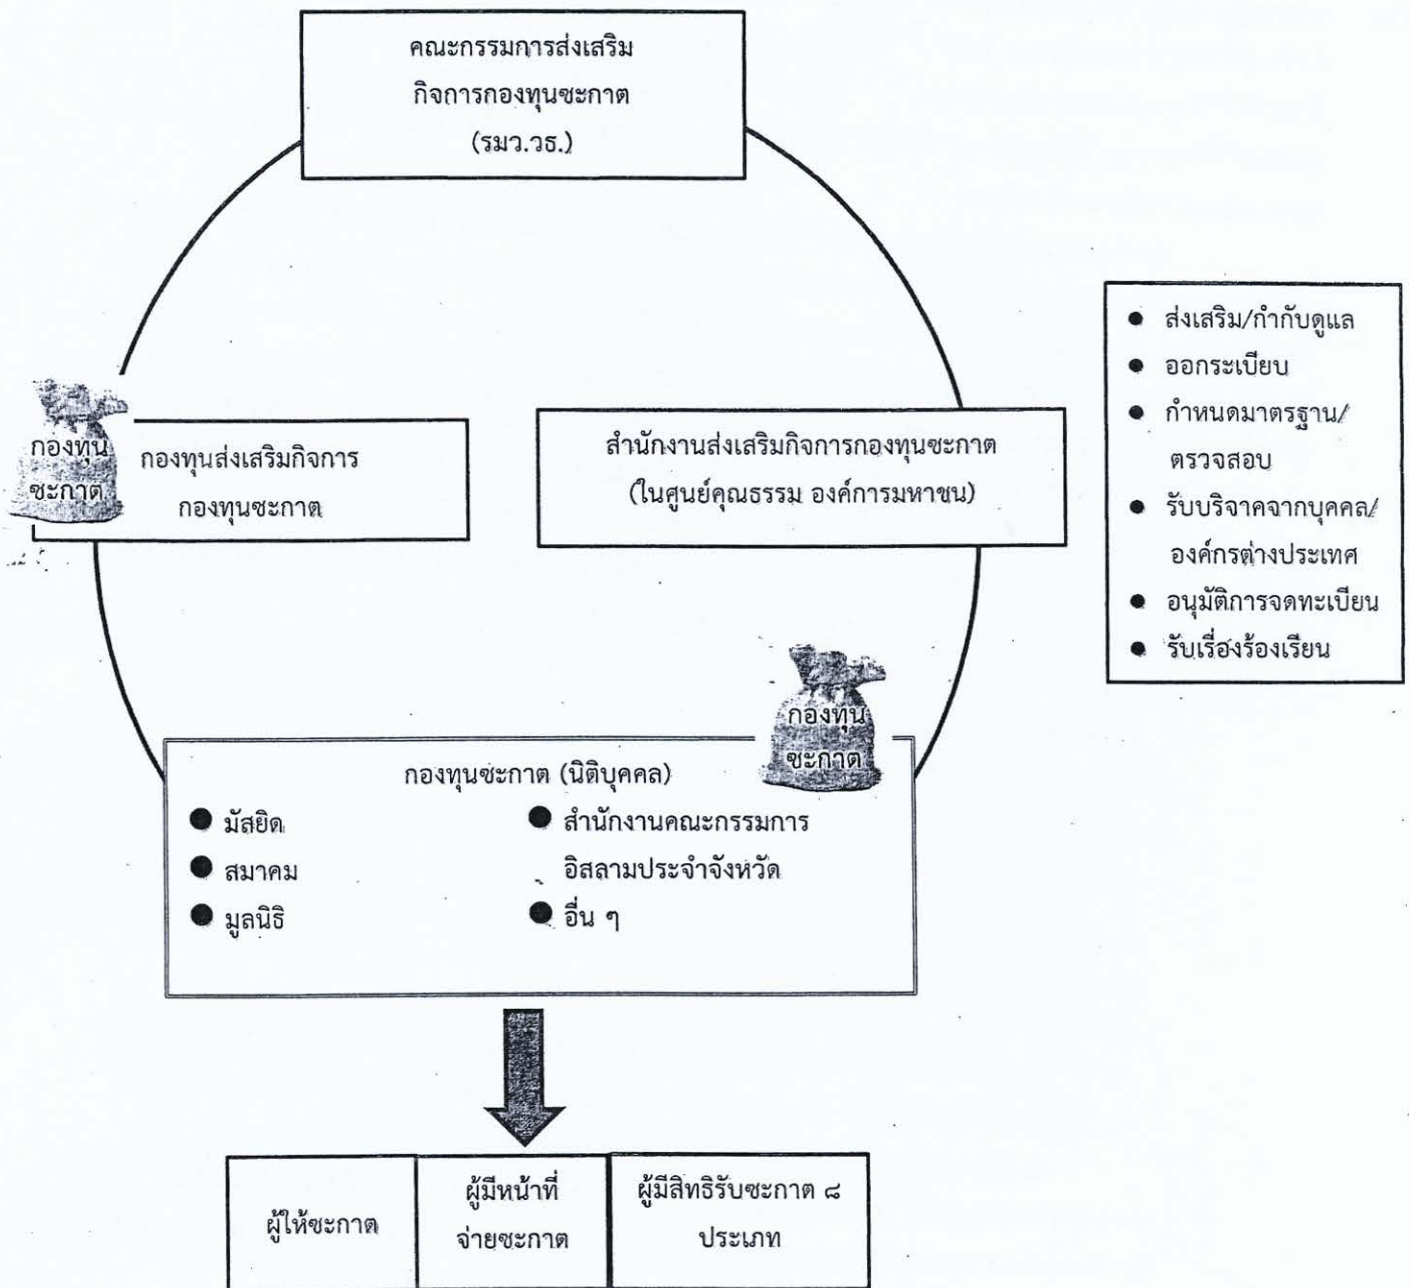 คณะกรรมการส่งเสริม
กิจการกองทุนซะกาต
(รมว.วธ.)
กองทุน
ซะกาต
กองทุนส่งเสริมกิจการ
กองทุนซะกาต
สำนักงานส่งเสริมกิจการกองทุนซะกาต
(ในศูนย์คุณธรรม องค์การมหาชน)
● ส่งเสริม/กำกับดูแล
● ออกระเบียบ
● กำหนดมาตรฐาน/
ตรวจสอบ
● รับบริจาคจากบุคคล/
องค์กรต่างประเทศ
● อนุมัติการจดทะเบียน
● รับเรื่องร้องเรียน
กองทุน
ซะกาต
กองทุนซะกาต (นิติบุคคล)
● มัสยิด
● สมาคม
● มูลนิธิ
● สำนักงานคณะกรรมการ
อิสลามประจำจังหวัด
● อื่น ๆ
ผู้ให้ซะกาต
ผู้มีหน้าที่
จ่ายซะกาต
ผู้มีสิทธิรับซะกาต ๘
ประเภท